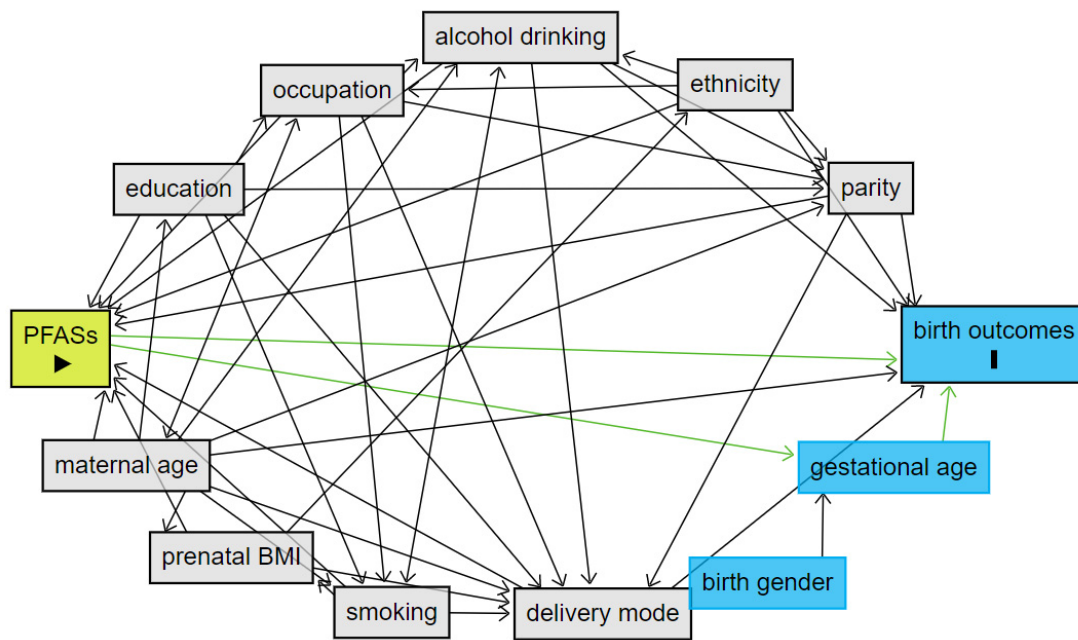 alcohol drinking
occupation
ethnicity
education
parity
PFASs
birth outcomes
maternal age
gestational age
prenatal BMI
birth gender
smoking
delivery mode